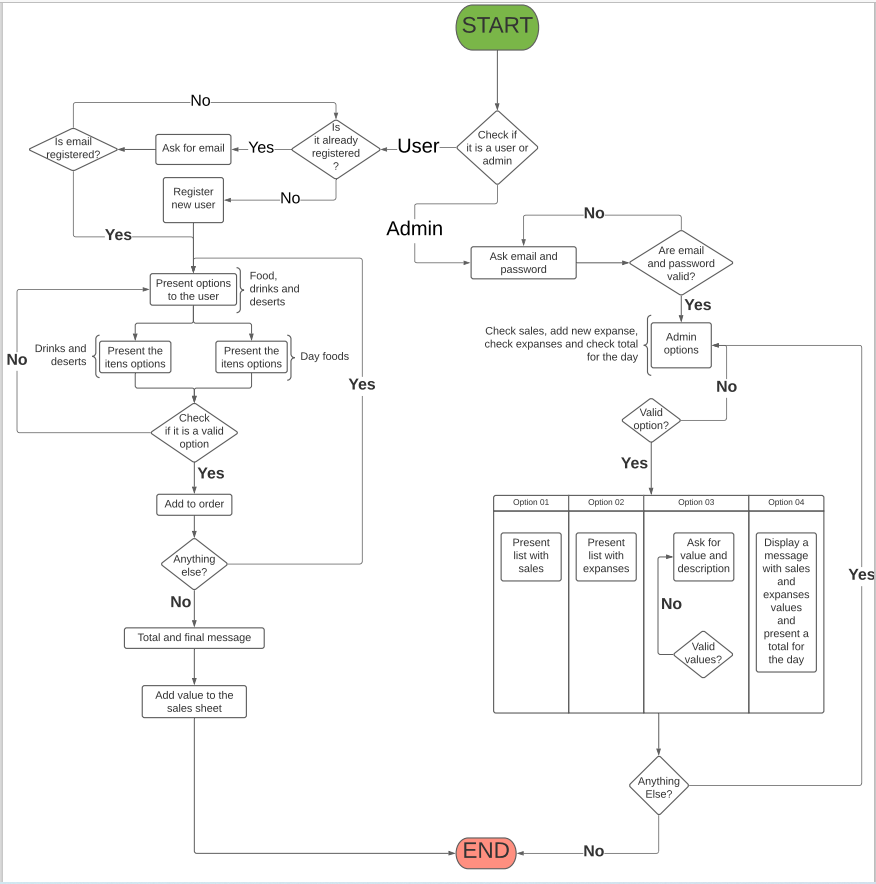 START
No
Is
it already
registered
?
Check if
it is a user or
admin
Is email
registered?
Ask for email
Yes
User
Register
new user
No
Admin
No
Yes
Ask email and
password
Are email
and password
valid?
Present options
to the user
Food,
drinks and
deserts
Yes
Check sales, add new expanse,
check expenses and check total
for the day
Admin
options
No
Drinks and
deserts
Present the
itens options
Present the
itens options
Day foods
Yes
No
Check
if it is a valid
option
Valid
option?
Yes
Yes
Add to order
Option 01
Option 02
Option 03
Option 04
Present
list with
sales
Present
list with
expanses
Ask for
value and
description
Display a
message
with sales
and
expanses
values
and
present a
total for
the day
Anything
else?
Yes
No
No
Valid
values?
Total and final message
Add value to the
sales sheet
Anything
Else?
END
No